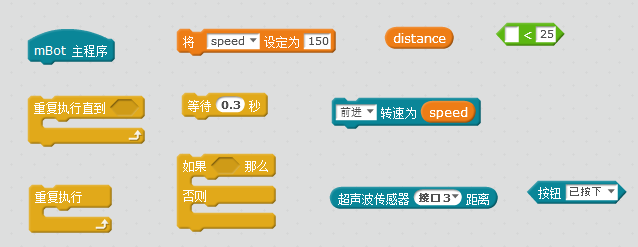 mBot 主程序
将 speed 设定为 150
distance
< 25
重复执行直到
等待 0.3 秒
前进 转速为 speed
如果 那么
否则
重复执行
超声波传感器 接口3 距离
按钮 已按下